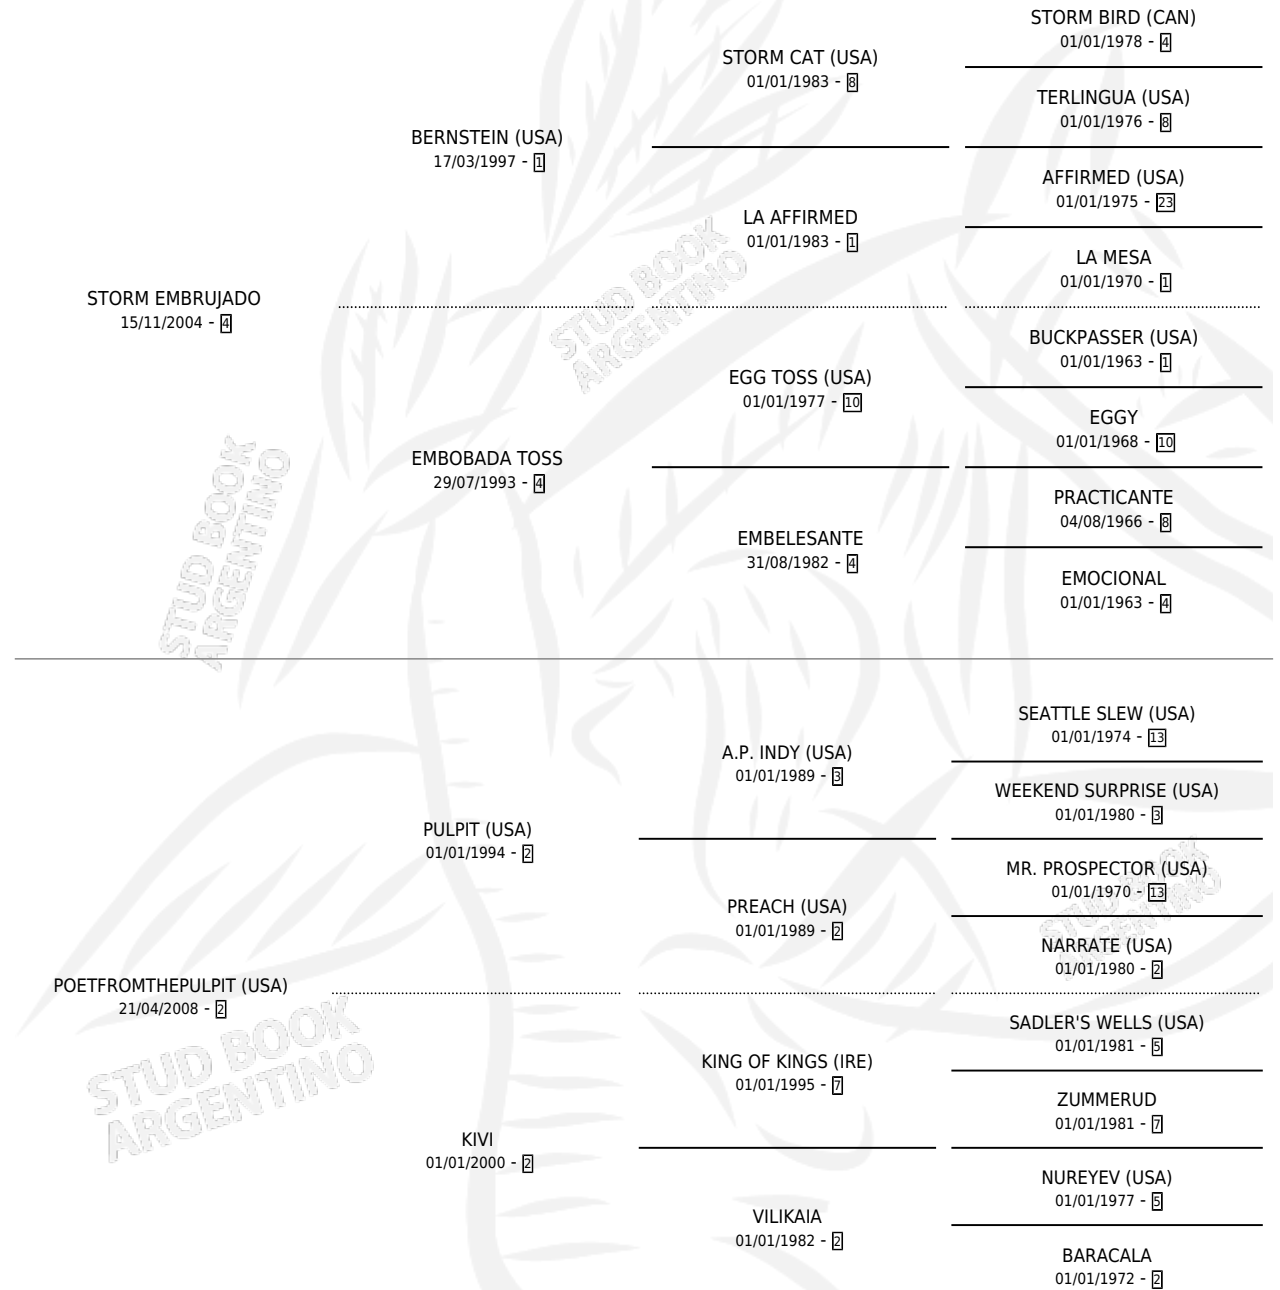 STORM EMBRUJADO
15/11/2004 - 4
BERNSTEIN (USA)
17/03/1997 - 1
STORM CAT (USA)
01/01/1983 - 8
STORM BIRD (CAN)
01/01/1978 - 4
TERLINGUA (USA)
01/01/1976 - 8
LA AFFIRMED
01/01/1983 - 1
AFFIRMED (USA)
01/01/1975 - 23
LA MESA
01/01/1970 - 1
EMBOBADA TOSS
29/07/1993 - 4
EGG TOSS (USA)
01/01/1977 - 10
BUCKPASSER (USA)
01/01/1963 - 1
EGGY
01/01/1968 - 10
EMBELESANTE
31/08/1982 - 4
PRACTICANTE
04/08/1966 - 8
EMOCIONAL
01/01/1963 - 4
POETFROMTHEPULPIT (USA)
21/04/2008 - 2
PULPIT (USA)
01/01/1994 - 2
A.P. INDY (USA)
01/01/1989 - 3
SEATTLE SLEW (USA)
01/01/1974 - 13
WEEKEND SURPRISE (USA)
01/01/1980 - 3
PREACH (USA)
01/01/1989 - 2
MR. PROSPECTOR (USA)
01/01/1970 - 13
NARRATE (USA)
01/01/1980 - 2
KIVI
01/01/2000 - 2
KING OF KINGS (IRE)
01/01/1995 - 7
SADLER'S WELLS (USA)
01/01/1981 - 5
ZUMMERUD
01/01/1981 - 7
VILIKAIA
01/01/1982 - 2
NUREYEV (USA)
01/01/1977 - 5
BARACALA
01/01/1972 - 2
STUD BOOK
ARGENTINO
STUD BOOK
ARGENTINO
STUD BOOK
ARGENTINO
STUD BOOK
ARGENTINO